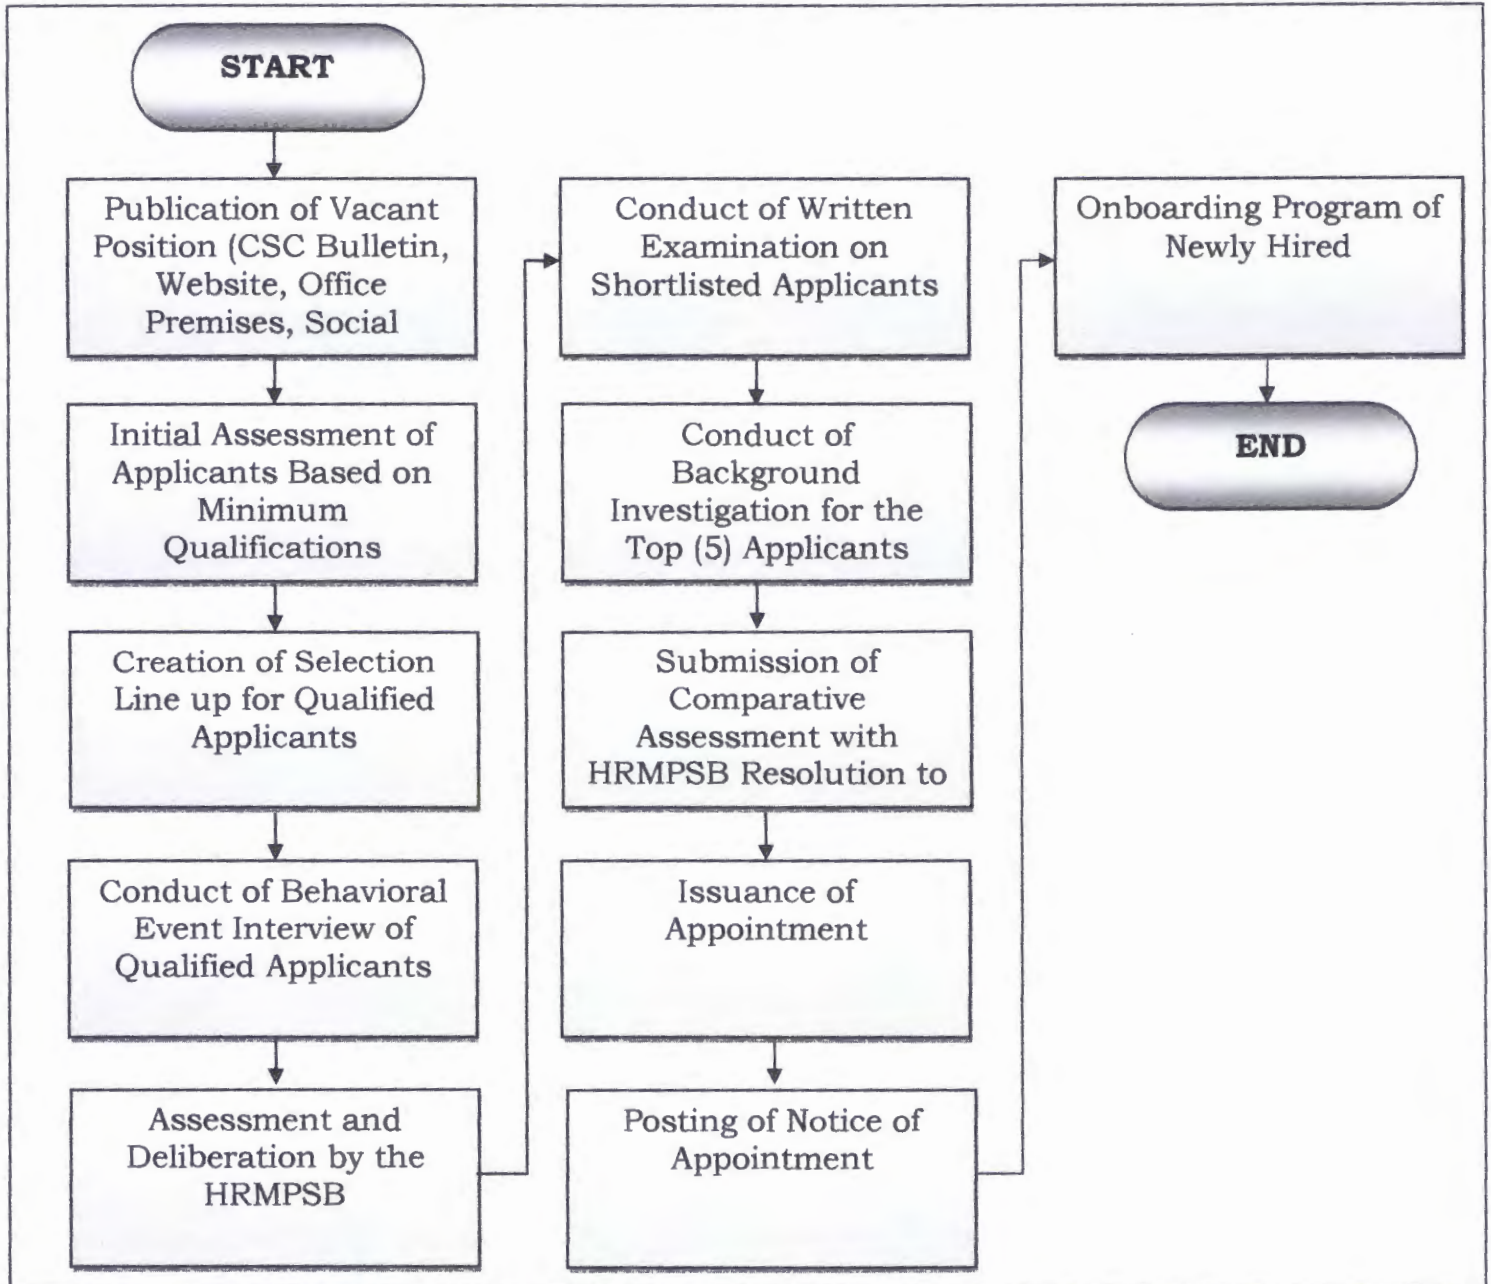 START
Publication of Vacant
Position (CSC Bulletin,
Website, Office
Premises, Social
Initial Assessment of
Applicants Based on
Minimum
Qualifications
Creation of Selection
Line up for Qualified
Applicants
Conduct of Behavioral
Event Interview of
Qualified Applicants
Assessment and
Deliberation by the
HRMPSB
Conduct of Written
Examination on
Shortlisted Applicants
Conduct of
Background
Investigation for the
Top (5) Applicants
Submission of
Comparative
Assessment with
HRMPSB Resolution to
Issuance of
Appointment
Posting of Notice of
Appointment
Onboarding Program of
Newly Hired
END